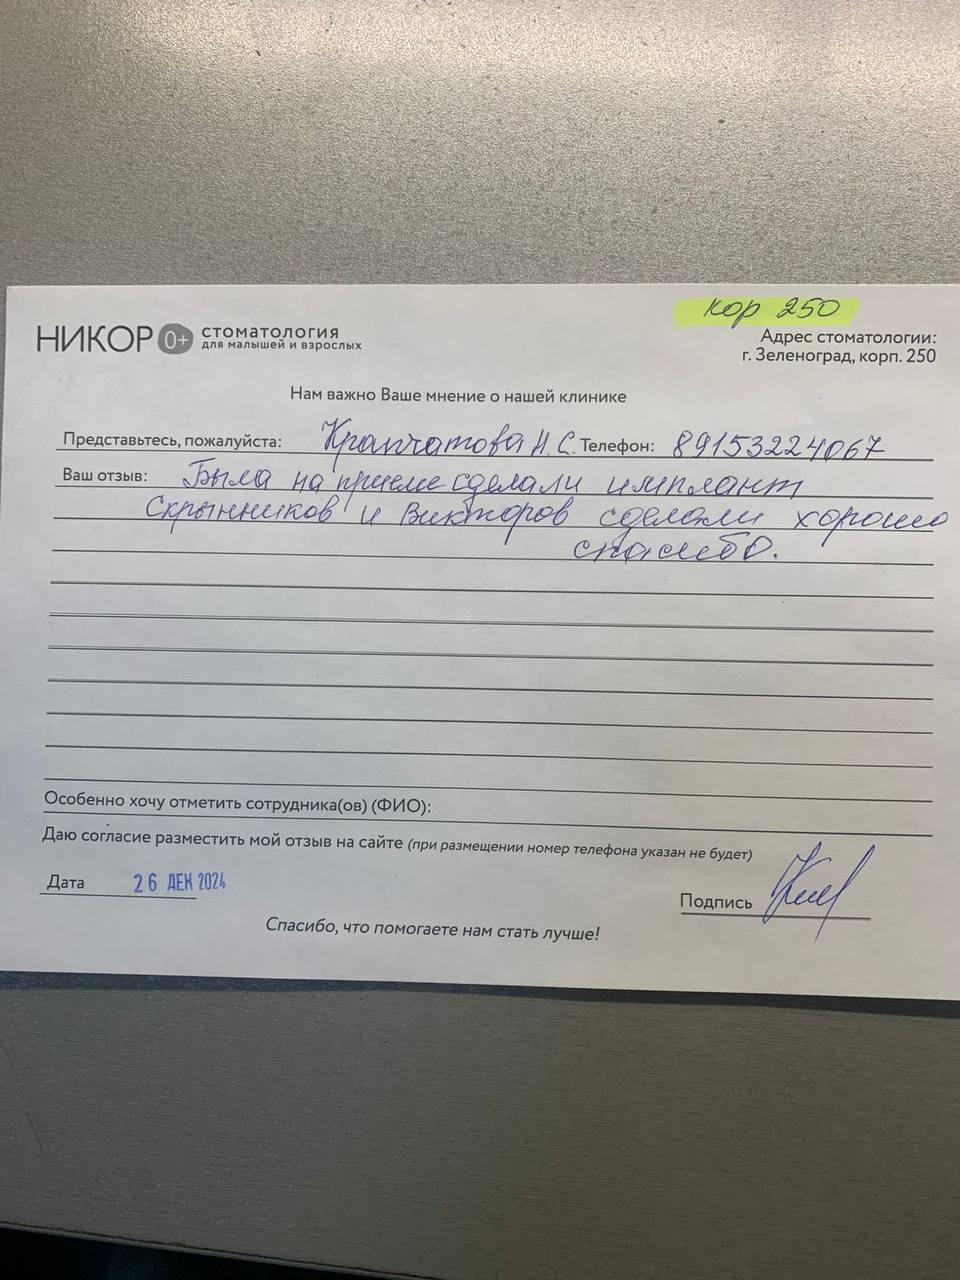 кор 250
НИКОР 0+ стоматология
для малышей и взрослых
Адрес стоматологии:
г. Зеленоград, корп. 250
Нам важно Ваше мнение о нашей клинике
Представьтесь, пожалуйста: Крапчатова Н.С. Телефон: 89153224067
Ваш отзыв: Была на приеме сделали имплант
Скрынников и Викторов сделали хорошо
спасибо.
Особенно хочу отметить сотрудника(ов) (ФИО):
Даю согласие разместить мой отзыв на сайте (при размещении номер телефона указан не будет)
Дата 26 ДЕК 2024
Подпись
Спасибо, что помогаете нам стать лучше!